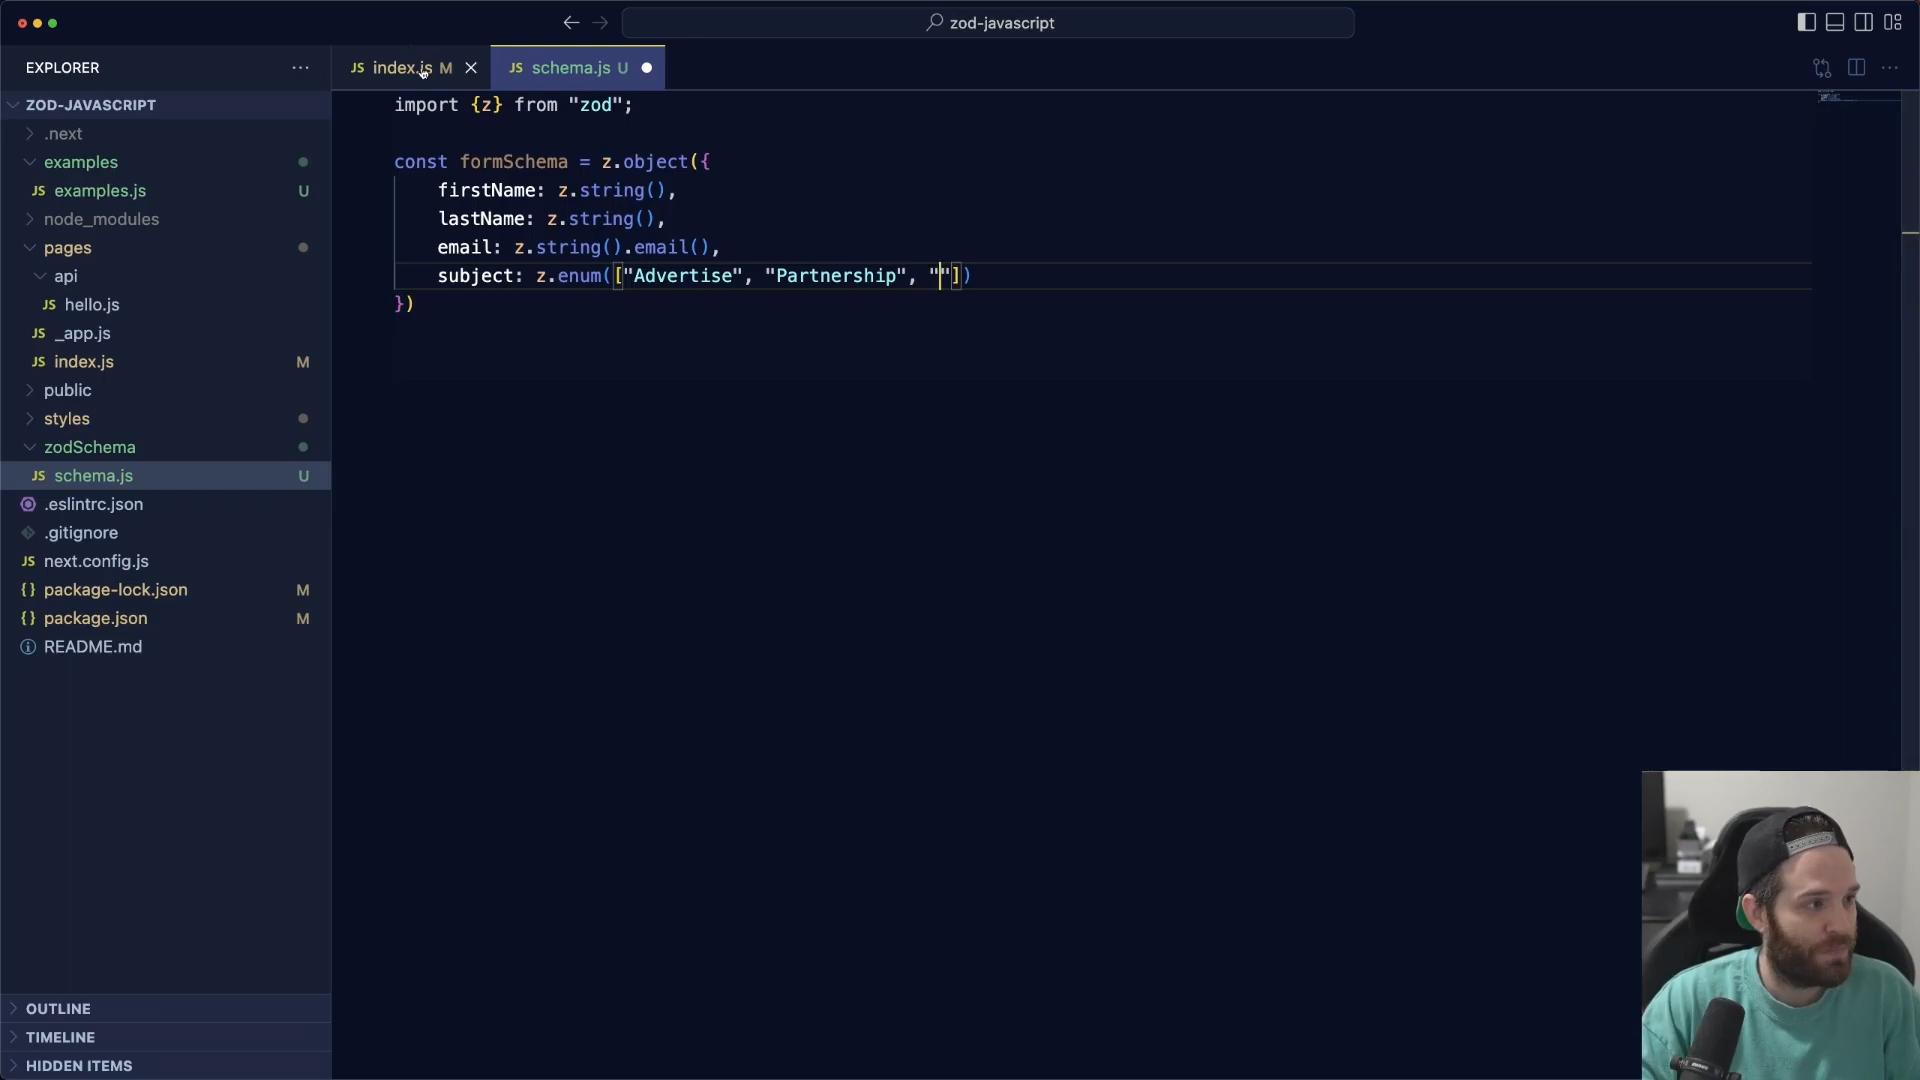 zod-javascript
EXPLORER
JS index.js M
JS schema.js U
ZOD-JAVASCRIPT
.next
examples
JS examples.js U
node_modules
pages
api
JS hello.js
JS _app.js
JS index.js M
public
styles
zodSchema
JS schema.js U
.eslintrc.json
.gitignore
JS next.config.js
{} package-lock.json M
{} package.json M
README.md
OUTLINE
TIMELINE
HIDDEN ITEMS
import {z} from "zod";
const formSchema = z.object({
firstName: z.string(),
lastName: z.string(),
email: z.string().email(),
subject: z.enum(["Advertise", "Partnership", ""])
})